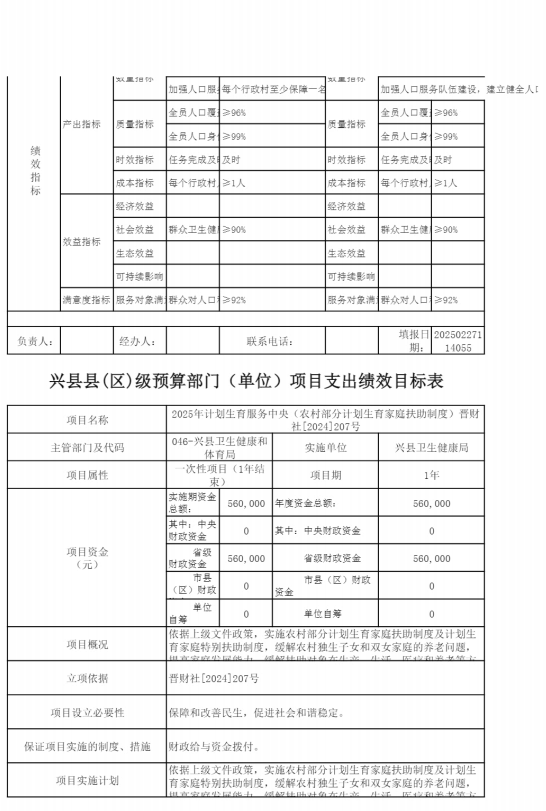 加强人口服 每个行政村至少保障一名 加强人口服务队伍建设，建立健全人口
绩效指标
产出指标 质量指标 全员人口覆 ≥96% 质量指标 全员人口覆 ≥96%
全员人口身 ≥99% 全员人口身 ≥99%
时效指标 任务完成及 及时 时效指标 任务完成及 及时
成本指标 每个行政村 ≥1人 成本指标 每个行政村 ≥1人
效益指标 经济效益 经济效益
社会效益 群众卫生健 ≥90% 社会效益 群众卫生健 ≥90%
生态效益 生态效益
可持续影响 可持续影响
满意度指标 服务对象满 群众对人口 ≥92% 服务对象满 群众对人口 ≥92%
负责人: 经办人: 联系电话: 填报日期: 20250227114055
兴县县(区)级预算部门（单位）项目支出绩效目标表
项目名称 2025年计划生育服务中央（农村部分计划生育家庭扶助制度）晋财
社[2024]207号
主管部门及代码 046-兴县卫生健康和体育局 实施单位 兴县卫生健康局
项目属性 一次性项目（1年结束） 项目期 1年
项目资金（元）
实施期资金总额: 560,000 年度资金总额: 560,000
其中: 中央财政资金 0 其中: 中央财政资金 0
省级财政资金 560,000 省级财政资金 560,000
市县（区）财政 0 市县（区）财政资金 0
单位自筹 0 单位自筹 0
项目概况 依据上级文件政策，实施农村部分计划生育家庭扶助制度及计划生
育家庭特别扶助制度，缓解农村独生子女和双女家庭的养老问题，
提高家庭发展能力，缓解扶助对象在生产、生活、医疗和养老等方
立项依据 晋财社[2024]207号
项目设立必要性 保障和改善民生，促进社会和谐稳定。
保证项目实施的制度、措施 财政给与资金拨付。
项目实施计划 依据上级文件政策，实施农村部分计划生育家庭扶助制度及计划生
育家庭特别扶助制度，缓解农村独生子女和双女家庭的养老问题，